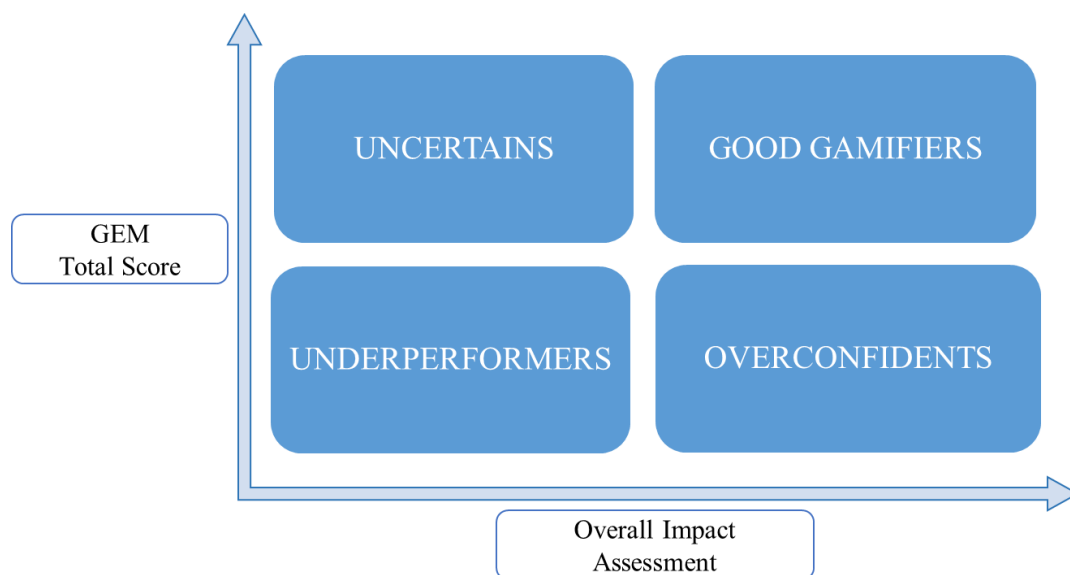 UNCERTAINS
GOOD GAMIFIERS
GEM
Total Score
UNDERPERFORMERS
OVERCONFIDENTS
Overall Impact
Assessment